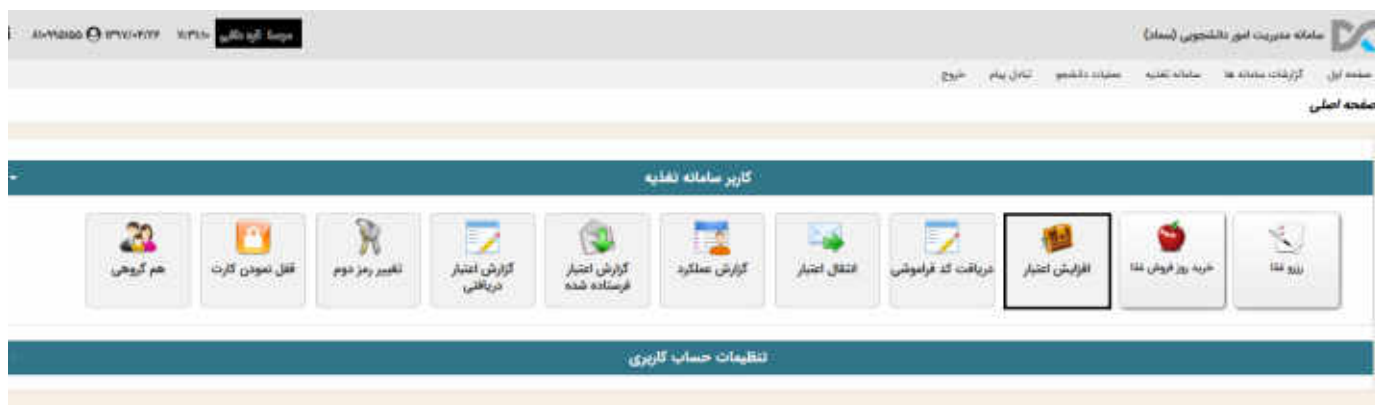 سامانه مدیریت امور دانشجویی (سماد)
صفحه اول گزارشات سامانه ها سامانه تغذیه عملیات دانشجو تبادل پیام خروج
صفحه اصلی
کاربر سامانه تغذیه
رزرو غذا
خرید روز فروش غذا
افزایش اعتبار
دریافت کد فراموشی
انتقال اعتبار
گزارش عملکرد
گزارش اعتبار
فرستاده شده
گزارش اعتبار
دریافتی
تغییر رمز دوم
قفل نمودن کارت
هم گروهی
تنظیمات حساب کاربری